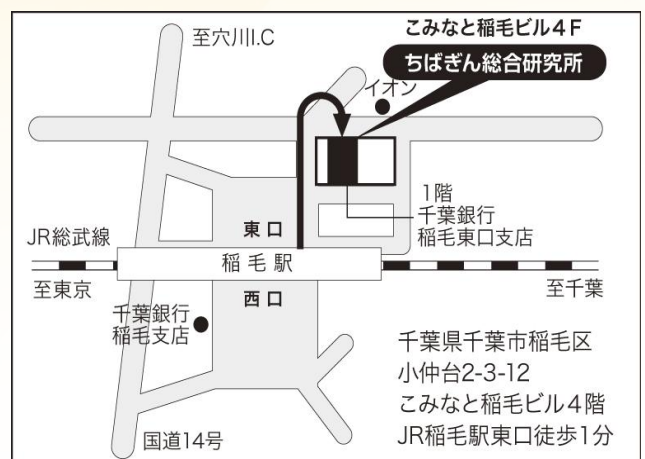 至穴川I.C
こみなと稲毛ビル４Ｆ
ちばぎん総合研究所
イオン
1階
千葉銀行
稲毛東口支店
東口
JR総武線
稲毛駅
至東京
西口
至千葉
千葉銀行
稲毛支店
国道14号
千葉県千葉市稲毛区
小仲台2-3-12
こみなと稲毛ビル４階
JR稲毛駅東口徒歩1分